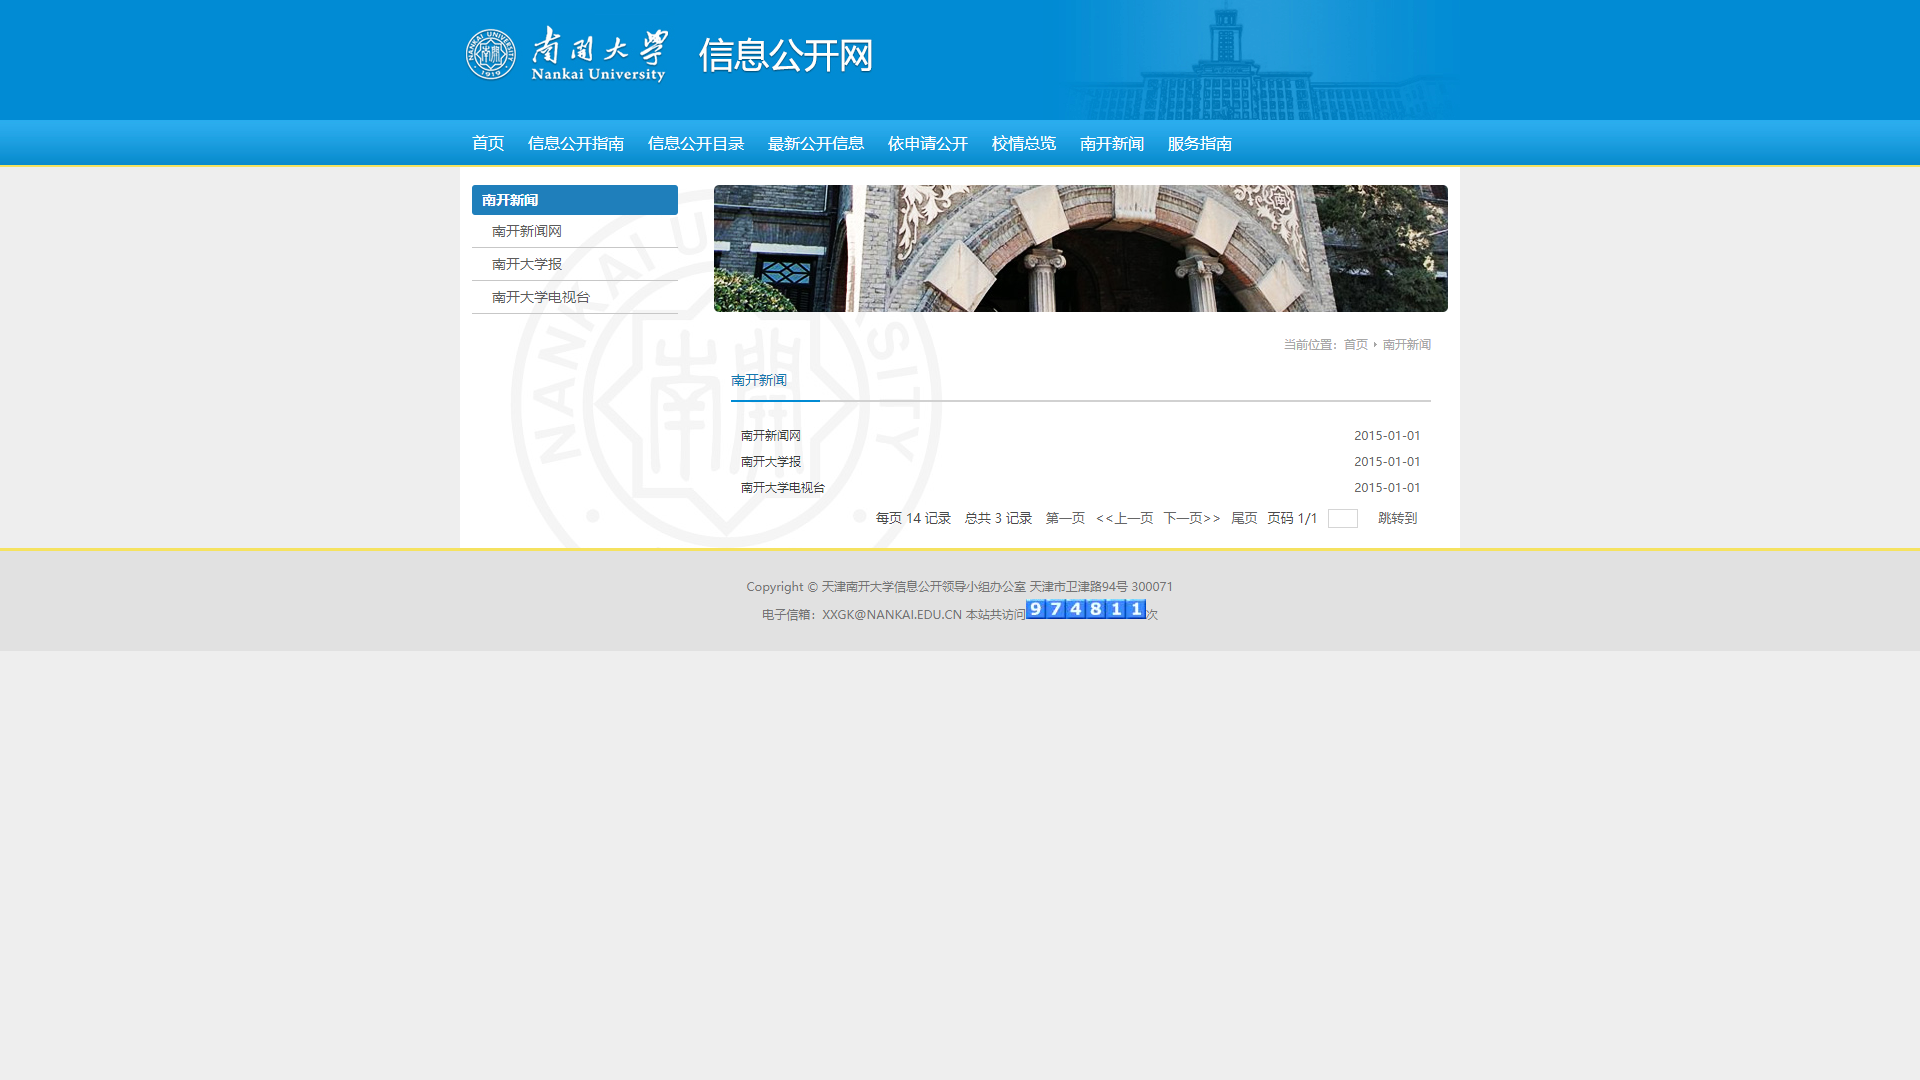 南開大学 信息公开网
NANKAI UNIVERSITY 1919
Nankai University
首页 信息公开指南 信息公开目录 最新公开信息 依申请公开 校情总览 南开新闻 服务指南
南开新闻
南开新闻网
南开大学报
南开大学电视台
当前位置：首页 南开新闻
南开新闻
南开新闻网 2015-01-01
南开大学报 2015-01-01
南开大学电视台 2015-01-01
每页 14 记录 总共 3 记录 第一页 <<上一页 下一页>> 尾页 页码 1/1 跳转到
Copyright © 天津南开大学信息公开领导小组办公室 天津市卫津路94号 300071
电子信箱：XXGK@NANKAI.EDU.CN 本站共访问974811次